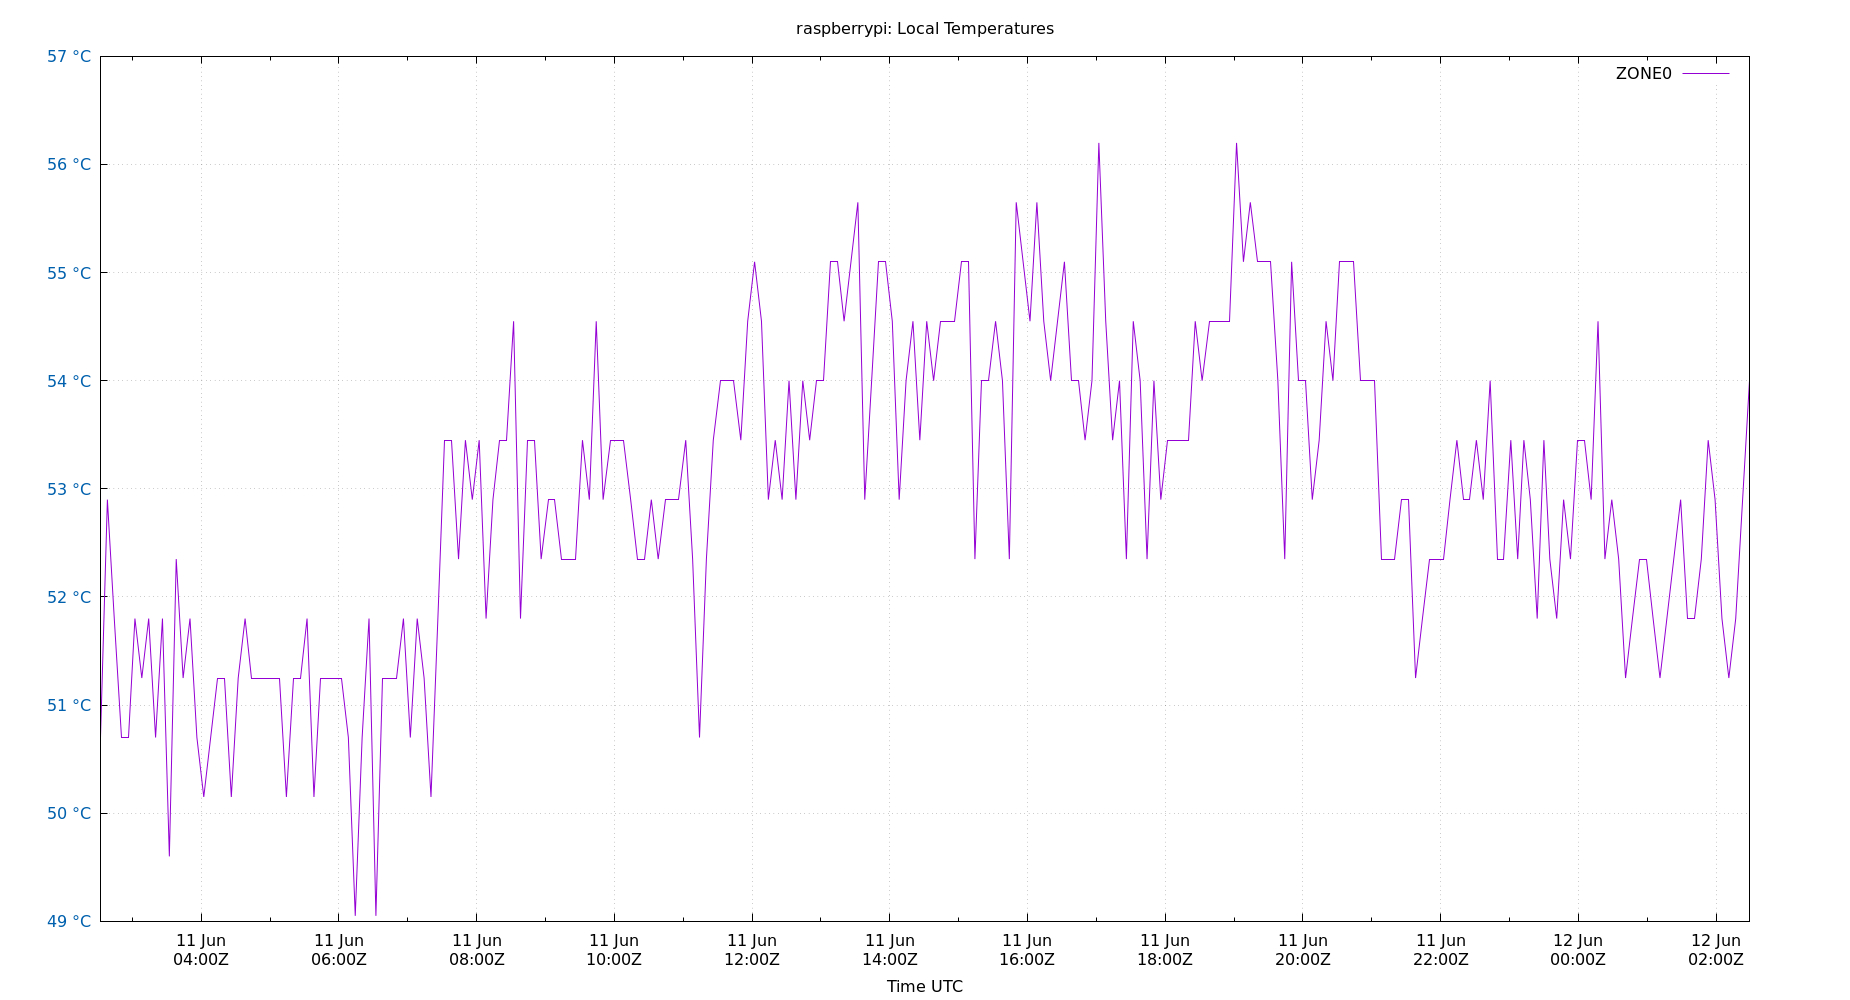 raspberrypi: Local Temperatures
57 °C
ZONE0
56 °C
55 °C
54 °C
53 °C
52 °C
51 °C
50 °C
49 °C
11 Jun 11 Jun 11 Jun 11 Jun 11 Jun 11 Jun 11 Jun 11 Jun 11 Jun 11 Jun 12 Jun 12 Jun
04:00Z 06:00Z 08:00Z 10:00Z 12:00Z 14:00Z 16:00Z 18:00Z 20:00Z 22:00Z 00:00Z 02:00Z
Time UTC